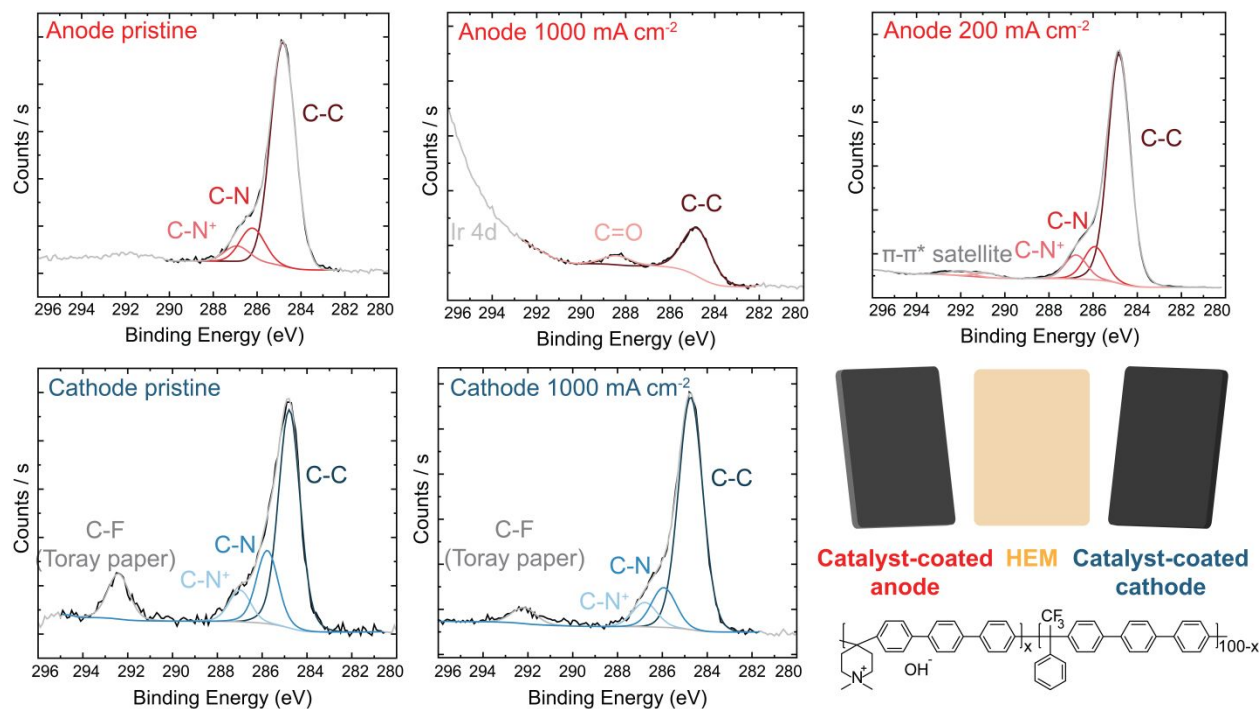 Anode pristine
Counts / s
C-C
C-N
C-N⁺
296 294 292 290 288 286 284 282 280
Binding Energy (eV)
Anode 1000 mA cm⁻²
Counts / s
Ir 4d
C=O
C-C
296 294 292 290 288 286 284 282 280
Binding Energy (eV)
Anode 200 mA cm⁻²
Counts / s
C-C
C-N
C-N⁺
π-π* satellite
296 294 292 290 288 286 284 282 280
Binding Energy (eV)
Cathode pristine
Counts / s
C-C
C-F
(Toray paper)
C-N
C-N⁺
296 294 292 290 288 286 284 282 280
Binding Energy (eV)
Cathode 1000 mA cm⁻²
Counts / s
C-C
C-F
(Toray paper)
C-N
C-N⁺
296 294 292 290 288 286 284 282 280
Binding Energy (eV)
Catalyst-coated
anode
HEM
Catalyst-coated
cathode
CF₃
x
100-x
OH⁻
N⁺